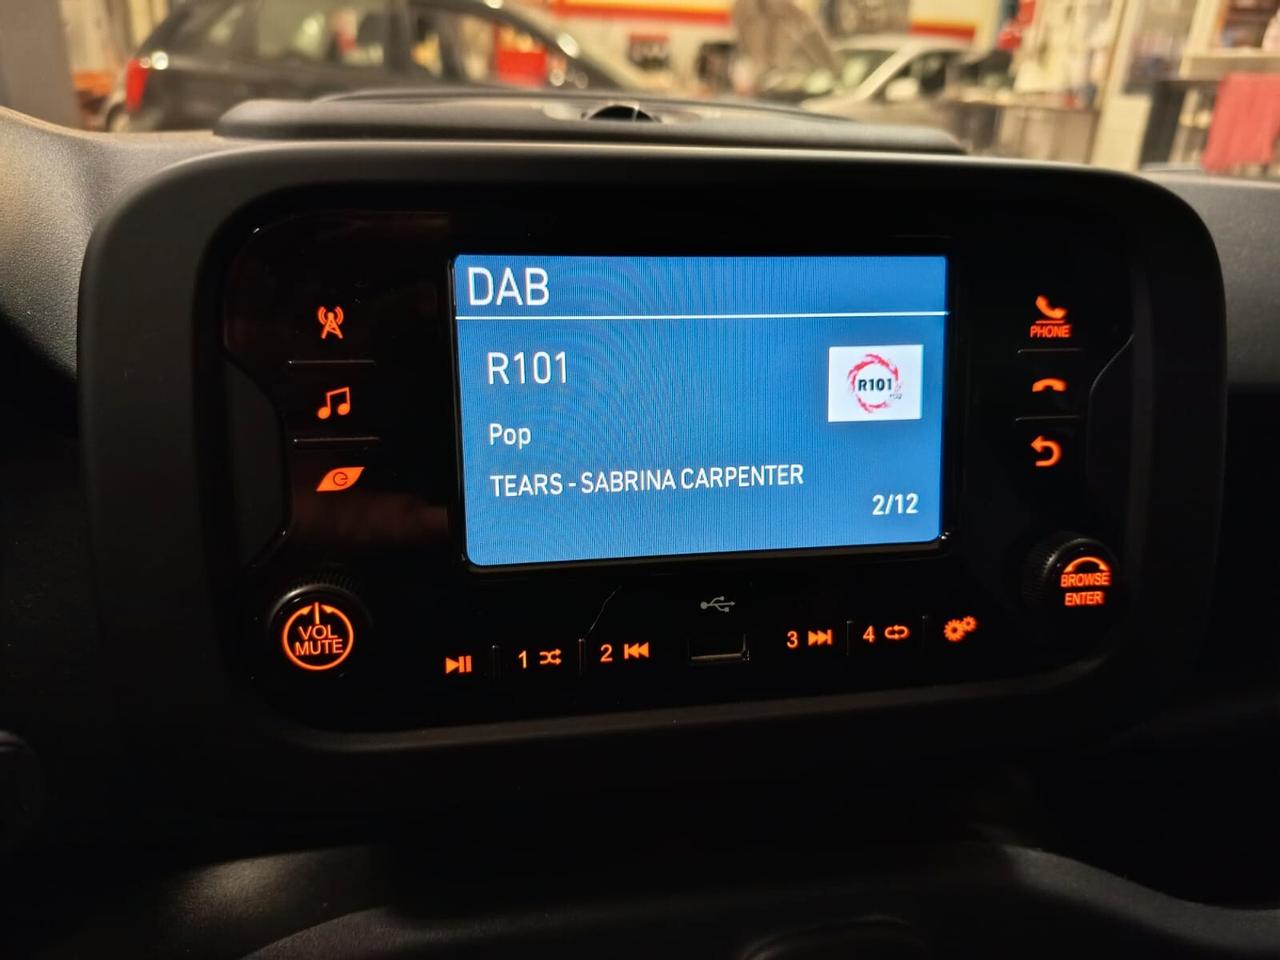 DAB
R101
R101
Pop
TEARS - SABRINA CARPENTER
2/12
PHONE
VOL
MUTE
1
2
3
4
BROWSE
ENTER